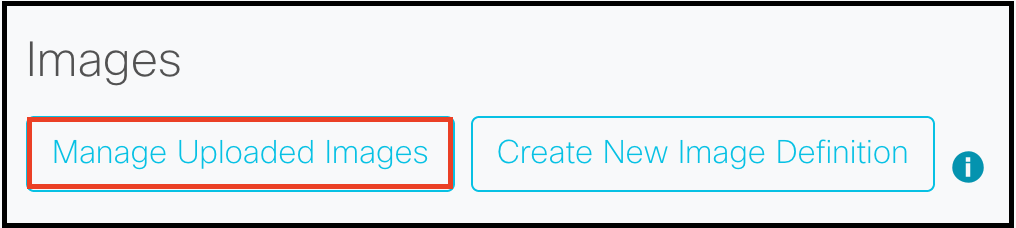 Images
Manage Uploaded Images
Create New Image Definition
i